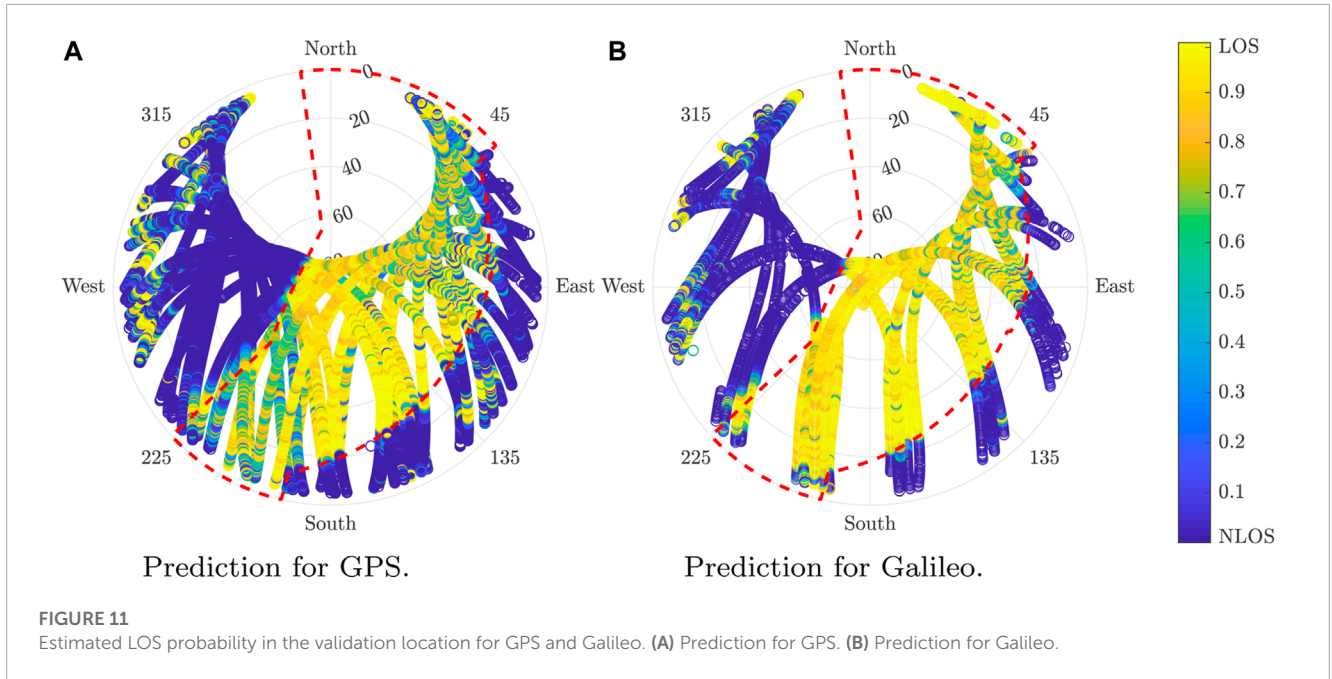 A
North
0
315
45
20
40
60
80
West
East
225
135
South
Prediction for GPS.
B
North
0
315
45
20
40
60
West
East
225
135
South
Prediction for Galileo.
LOS
0.9
0.8
0.7
0.6
0.5
0.4
0.3
0.2
0.1
NLOS
FIGURE 11
Estimated LOS probability in the validation location for GPS and Galileo. (A) Prediction for GPS. (B) Prediction for Galileo.